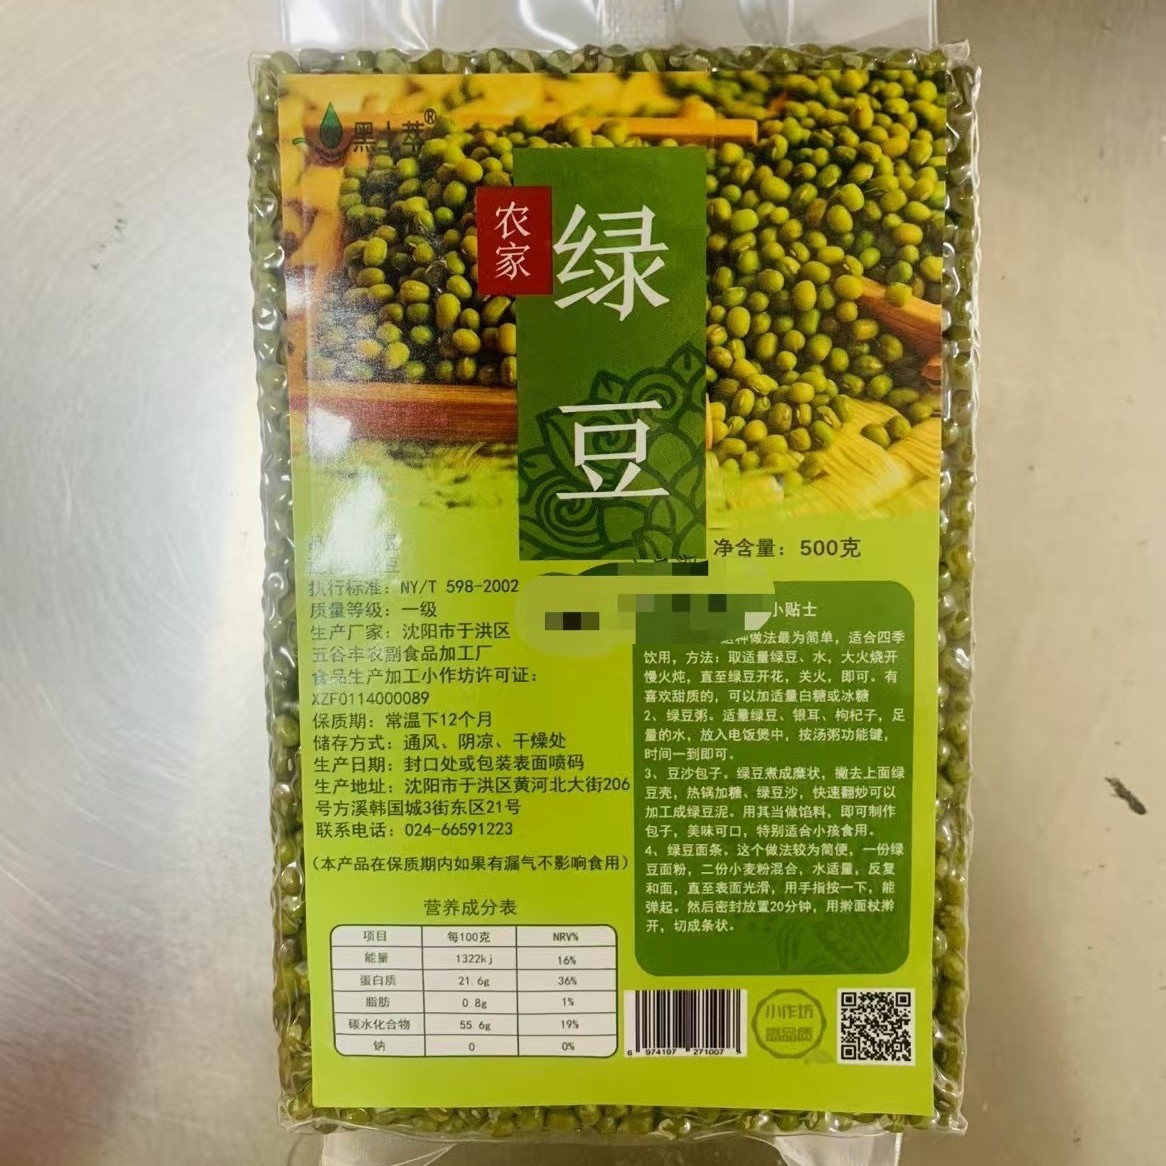 黑土萃®
农家
绿豆
净含量：500克
执行标准：NY/T 598-2002
质量等级：一级
生产厂家：沈阳市于洪区
五谷丰农副食品加工厂
食品生产加工小作坊许可证：
XZF0114000089
保质期：常温下12个月
储存方式：通风、阴凉、干燥处
生产日期：封口处或包装表面喷码
生产地址：沈阳市于洪区黄河北大街206
号方溪韩国城3街东区21号
联系电话：024-66591223
（本产品在保质期内如果有漏气不影响食用）
营养成分表
项目 每100克 NRV%
能量 1322kj 16%
蛋白质 21.6g 36%
脂肪 0.8g 1%
碳水化合物 55.6g 19%
钠 0 0%
小贴士
这种做法最为简单，适合四季
饮用，方法：取适量绿豆、水，大火烧开
慢火炖，直至绿豆开花，关火，即可。有
喜欢甜质的，可以加适量白糖或冰糖
2、绿豆粥。适量绿豆、银耳、枸杞子，足
量的水，放入电饭煲中，按汤粥功能键，
时间一到即可。
3、豆沙包子。绿豆煮成糜状，撇去上面绿
豆壳，热锅加糖、绿豆沙，快速翻炒可以
加工成绿豆泥。用其当做馅料，即可制作
包子，美味可口，特别适合小孩食用。
4、绿豆面条。这个做法较为简便，一份绿
豆面粉，二份小麦粉混合，水适量，反复
和面，直至表面光滑，用手指按一下，能
弹起。然后密封放置20分钟，用擀面杖擀
开，切成条状。
6 974197 271007
小作坊
高品质